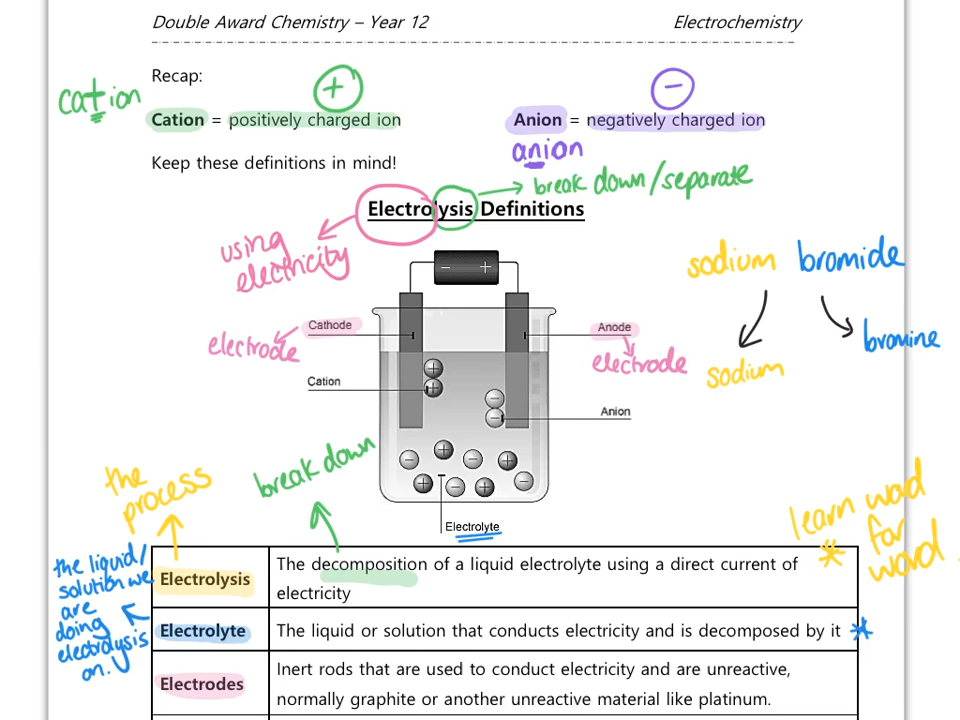 Double Award Chemistry – Year 12
Electrochemistry
Recap:
cation
+
−
Cation = positively charged ion
Anion = negatively charged ion
anion
Keep these definitions in mind!
break down/separate
Electrolysis Definitions
using
electricity
− +
sodium bromide
Cathode
Anode
electrode
electrode
bromine
sodium
Cation
Anion
break down
the
process
Electrolyte
learn word
for
word
the liquid/
solution we
are
doing
electrolysis
on.
Electrolysis
The decomposition of a liquid electrolyte using a direct current of
electricity
Electrolyte
The liquid or solution that conducts electricity and is decomposed by it *
Electrodes
Inert rods that are used to conduct electricity and are unreactive,
normally graphite or another unreactive material like platinum.